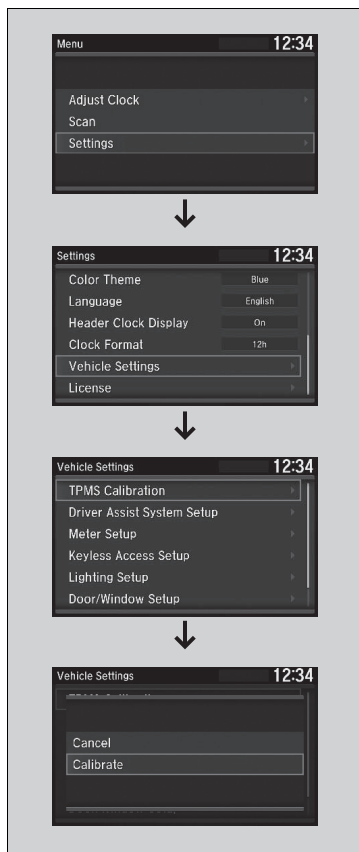 Menu 12:34
Adjust Clock
Scan
Settings
Settings 12:34
Color Theme Blue
Language English
Header Clock Display On
Clock Format 12h
Vehicle Settings
License
Vehicle Settings 12:34
TPMS Calibration
Driver Assist System Setup
Meter Setup
Keyless Access Setup
Lighting Setup
Door/Window Setup
Vehicle Settings 12:34
Cancel
Calibrate